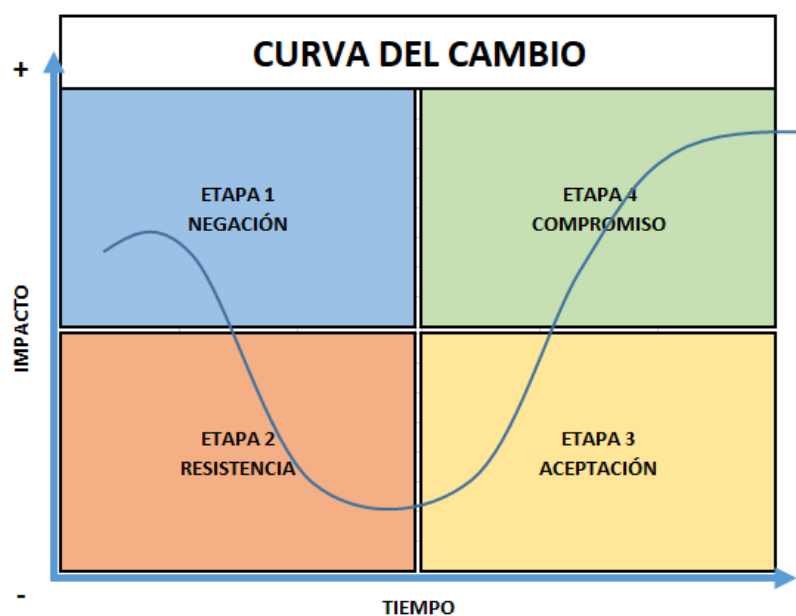 CURVA DEL CAMBIO
+
ETAPA 1
NEGACIÓN
ETAPA 4
COMPROMISO
IMPACTO
ETAPA 2
RESISTENCIA
ETAPA 3
ACEPTACIÓN
-
TIEMPO